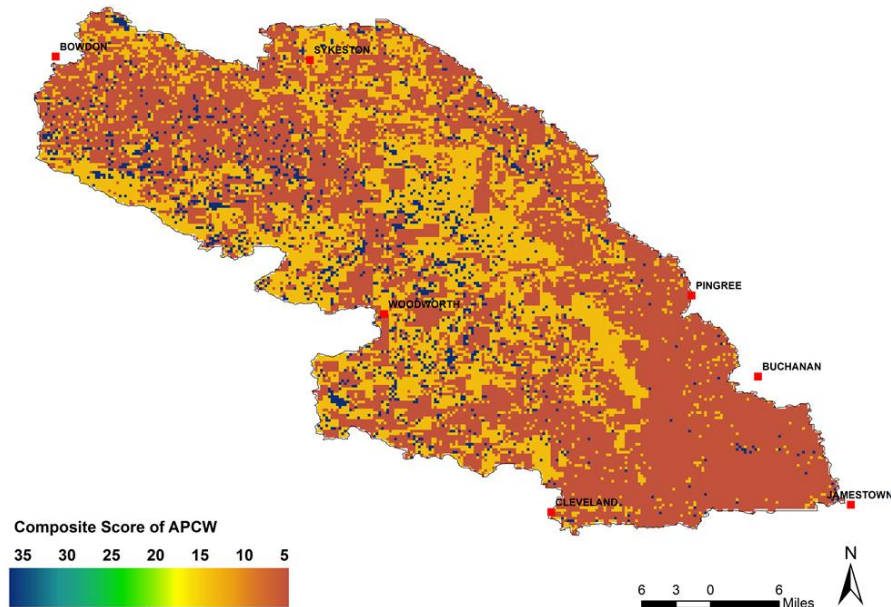 BOWDON
SYKESTON
PINGREE
WOODWORTH
BUCHANAN
JAMESTOWN
CLEVELAND
Composite Score of APCW
35 30 25 20 15 10 5
N
6 3 0 6
Miles